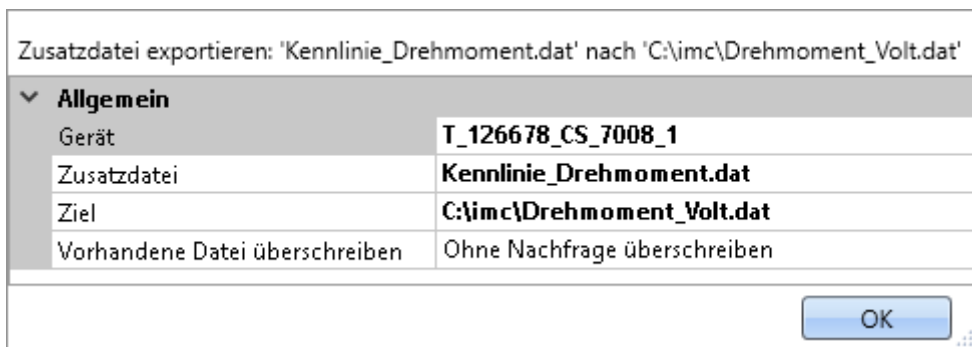 Zusatzdatei exportieren: 'Kennlinie_Drehmoment.dat' nach 'C:\imc\Drehmoment_Volt.dat'
Allgemein
Gerät T_126678_CS_7008_1
Zusatzdatei Kennlinie_Drehmoment.dat
Ziel C:\imc\Drehmoment_Volt.dat
Vorhandene Datei überschreiben Ohne Nachfrage überschreiben
OK